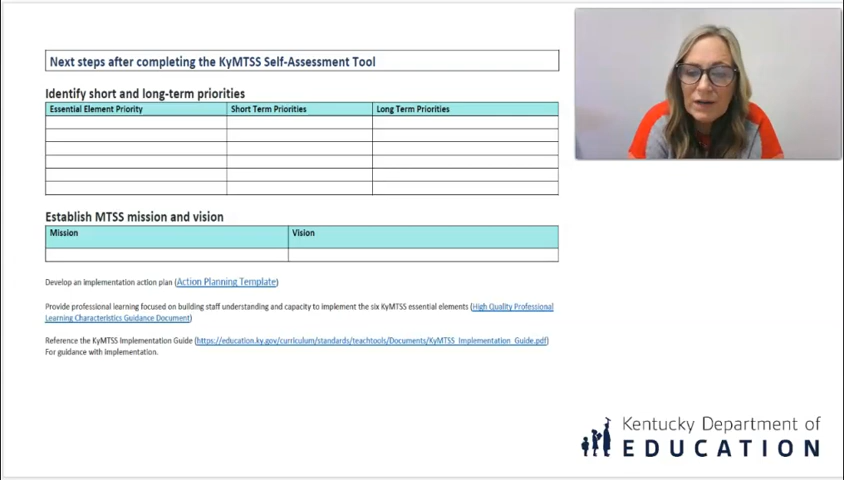 Next steps after completing the KyMTSS Self-Assessment Tool
Identify short and long-term priorities
Essential Element Priority
Short Term Priorities
Long Term Priorities
Establish MTSS mission and vision
Mission
Vision
Develop an implementation action plan (Action Planning Template)
Provide professional learning focused on building staff understanding and capacity to implement the six KyMTSS essential elements (High Quality Professional
Learning Characteristics Guidance Document)
Reference the KyMTSS Implementation Guide (https://education.ky.gov/curriculum/standards/teachtools/Documents/KyMTSS_Implementation_Guide.pdf)
For guidance with implementation.
Kentucky Department of
EDUCATION